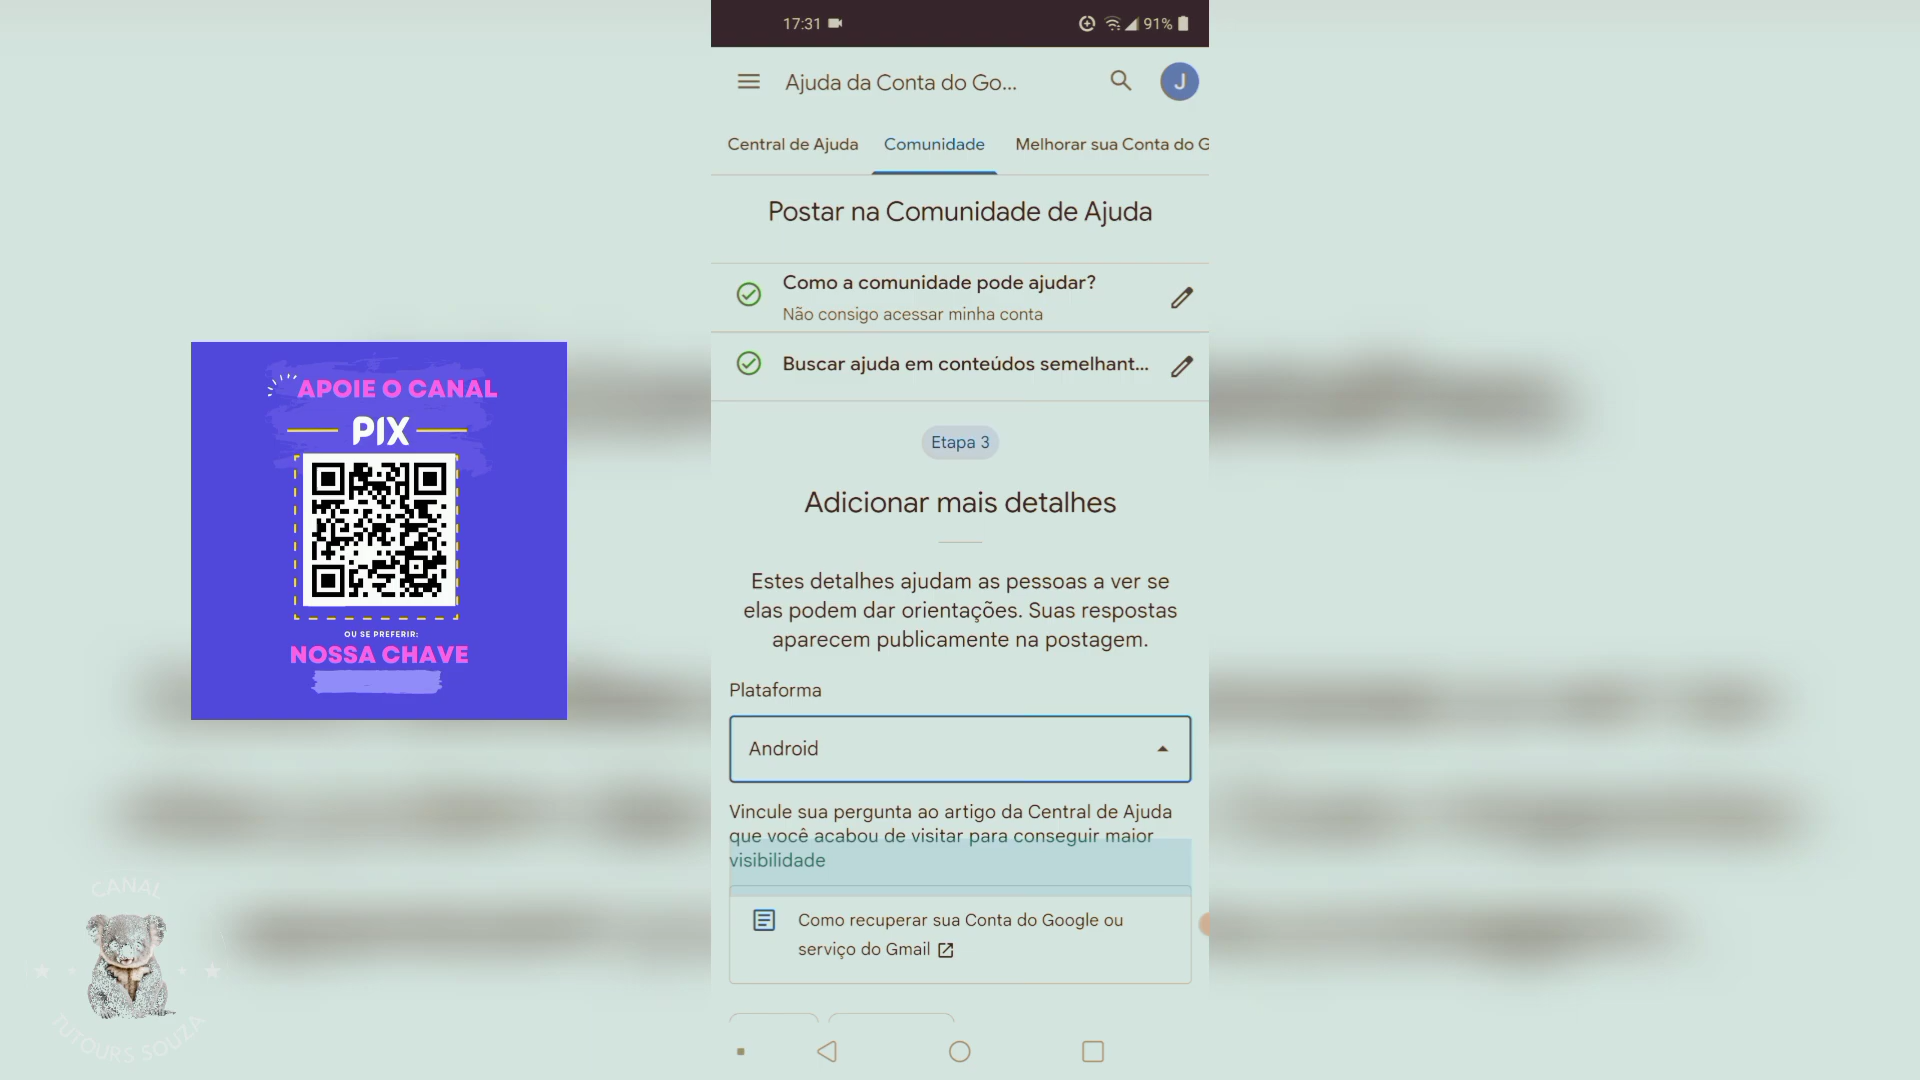 17:31
91%
Ajuda da Conta do Go...
J
Central de Ajuda
Comunidade
Melhorar sua Conta do G
Postar na Comunidade de Ajuda
Como a comunidade pode ajudar?
Não consigo acessar minha conta
Buscar ajuda em conteúdos semelhant...
Etapa 3
Adicionar mais detalhes
Estes detalhes ajudam as pessoas a ver se
elas podem dar orientações. Suas respostas
aparecem publicamente na postagem.
Plataforma
Android
Vincule sua pergunta ao artigo da Central de Ajuda
que você acabou de visitar para conseguir maior
visibilidade
Como recuperar sua Conta do Google ou
serviço do Gmail
APOIE O CANAL
PIX
OU SE PREFERIR:
NOSSA CHAVE
CANAL
TUTOURS SOUZA